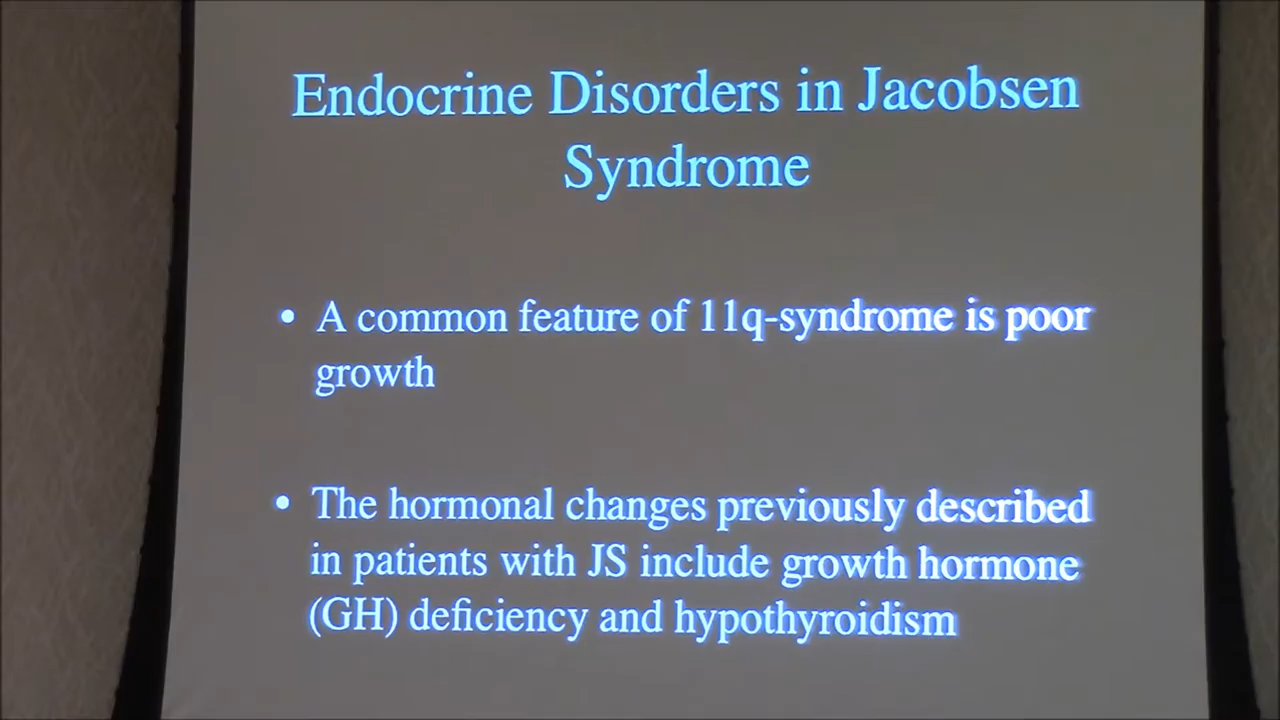 Endocrine Disorders in Jacobsen
Syndrome
• A common feature of 11q-syndrome is poor
growth
• The hormonal changes previously described
in patients with JS include growth hormone
(GH) deficiency and hypothyroidism